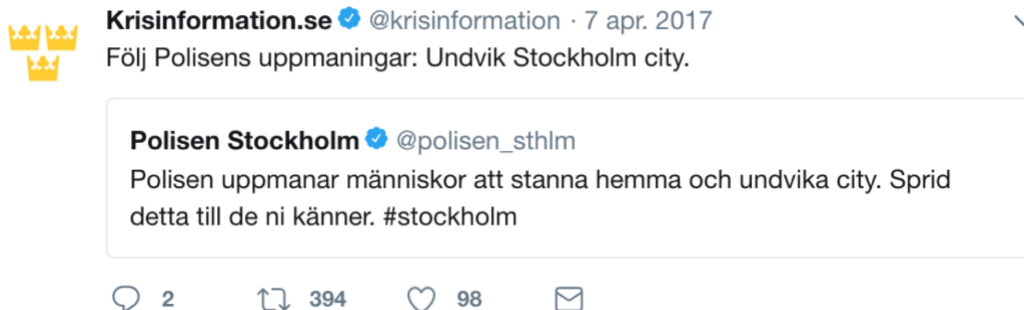 Krisinformation.se @krisinformation · 7 apr. 2017
Följ Polisens uppmaningar: Undvik Stockholm city.
Polisen Stockholm @polisen_sthlm
Polisen uppmanar människor att stanna hemma och undvika city. Sprid
detta till de ni känner. #stockholm
2 394 98